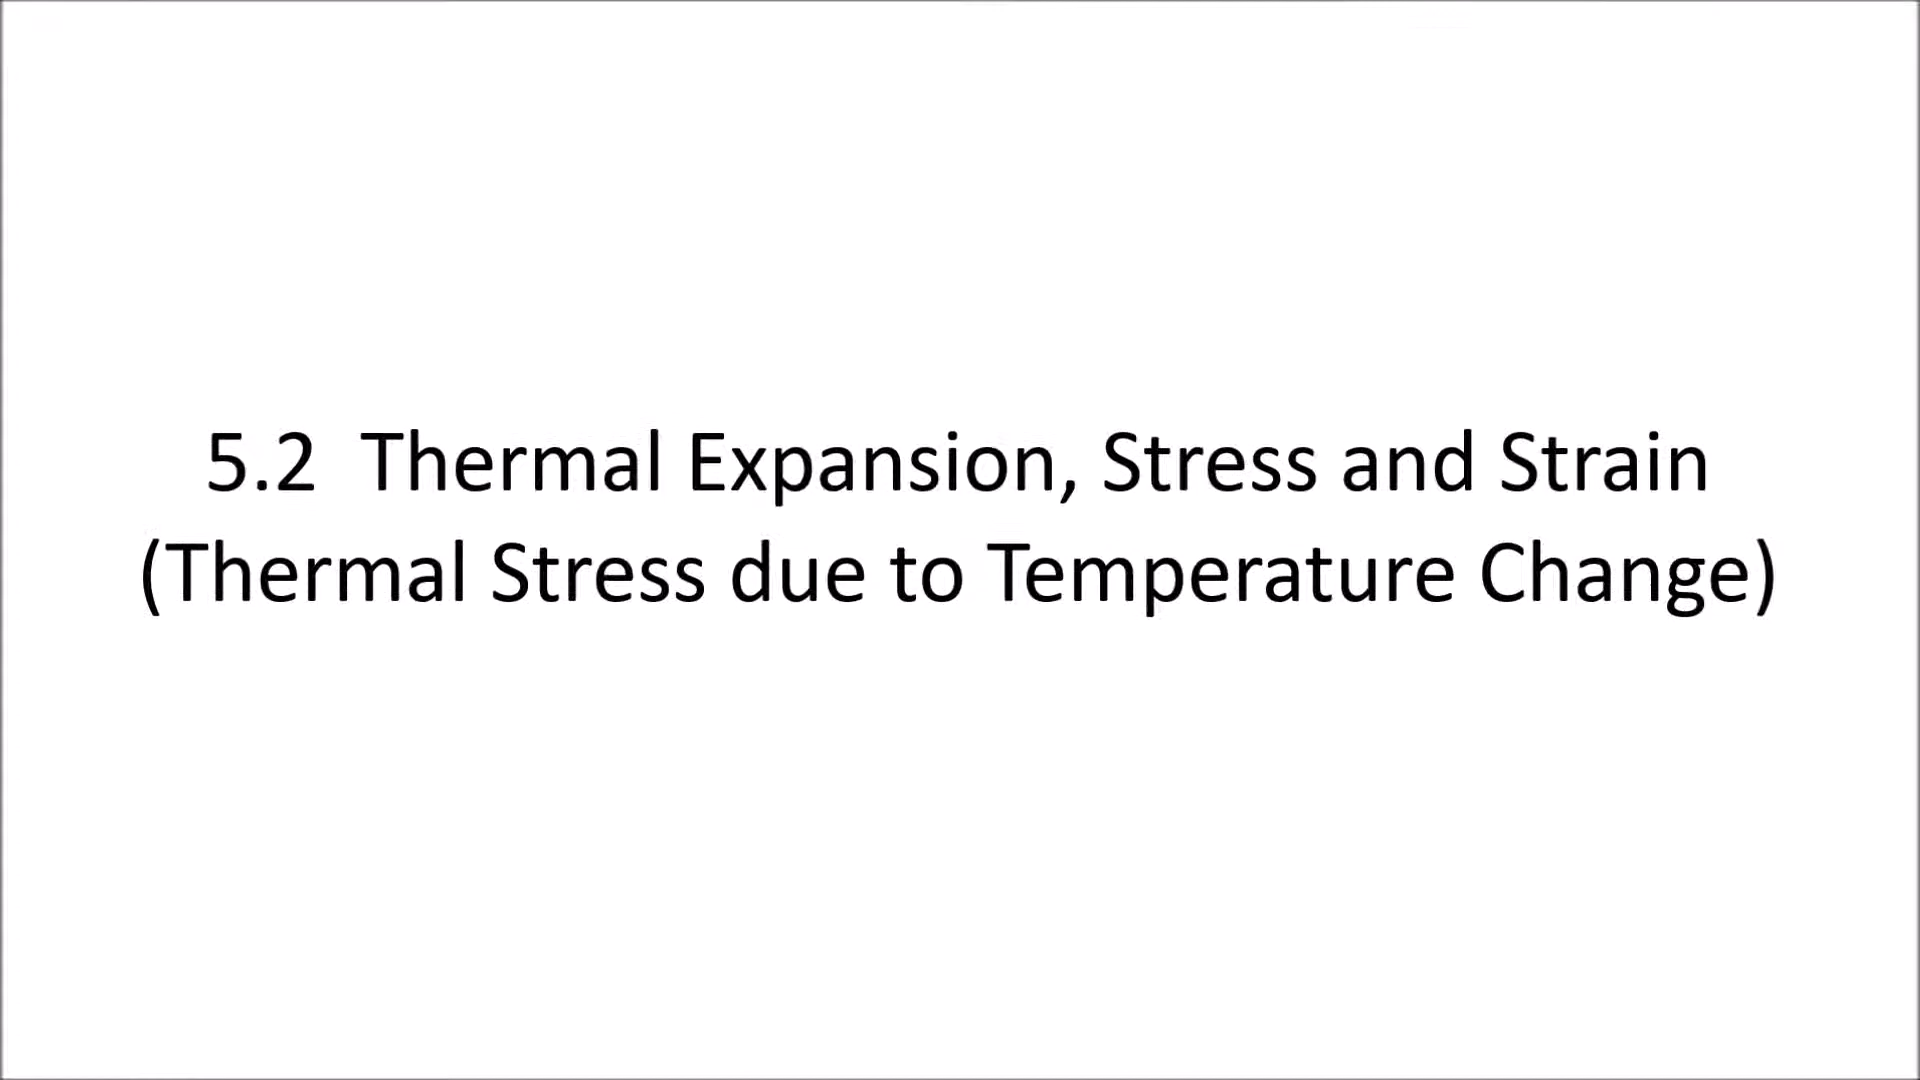 5.2  Thermal Expansion, Stress and Strain
(Thermal Stress due to Temperature Change)